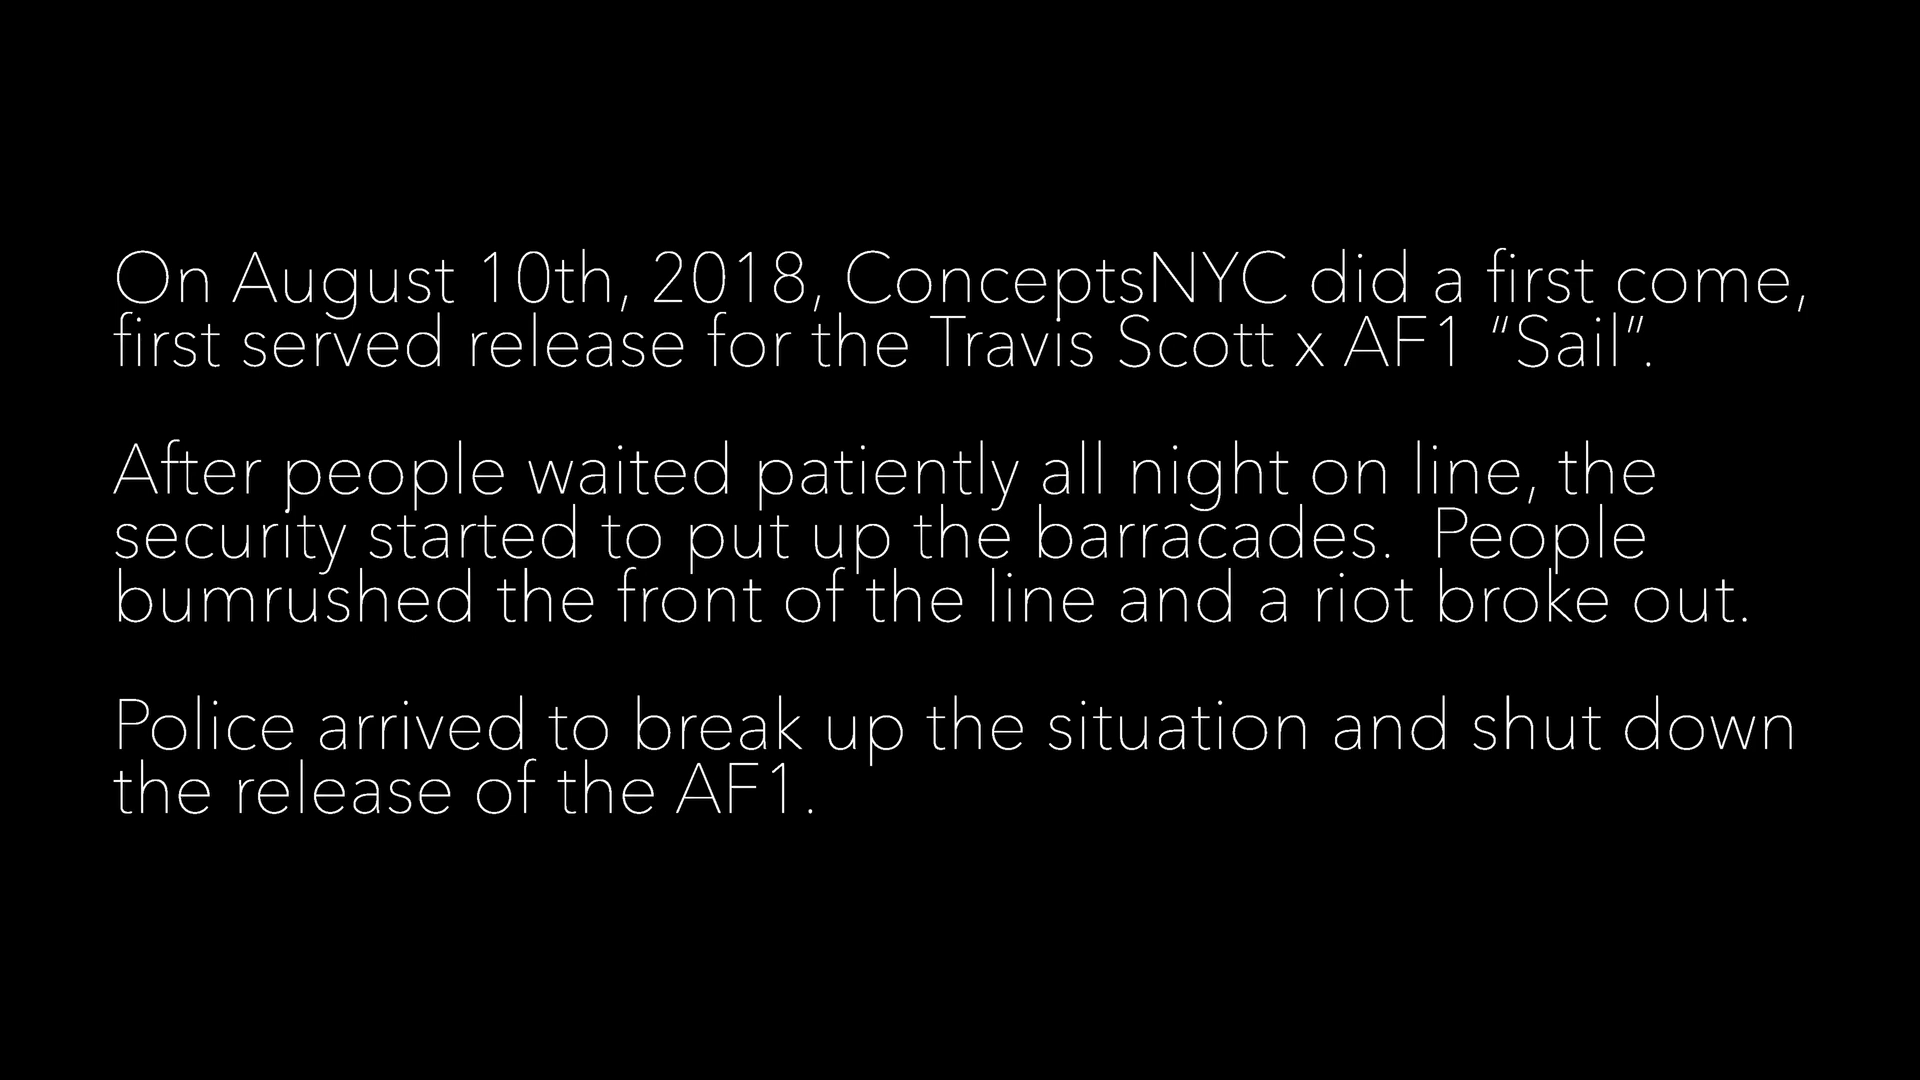 On August 10th, 2018, ConceptsNYC did a first come,
first served release for the Travis Scott x AF1 “Sail”.
After people waited patiently all night on line, the
security started to put up the barracades.  People
bumrushed the front of the line and a riot broke out.
Police arrived to break up the situation and shut down
the release of the AF1.